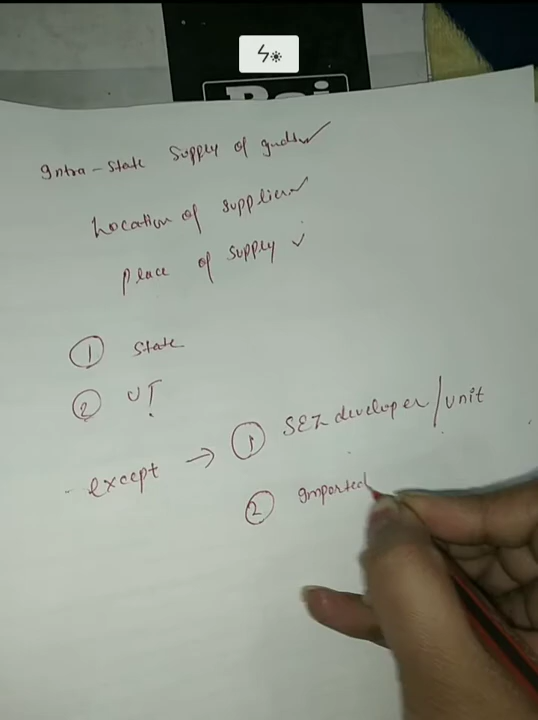 Intra-State Supply of goods ✓
Location of supplier ✓
place of supply ✓
① State
② UT
- except → ① SEZ developer/unit
② Imported